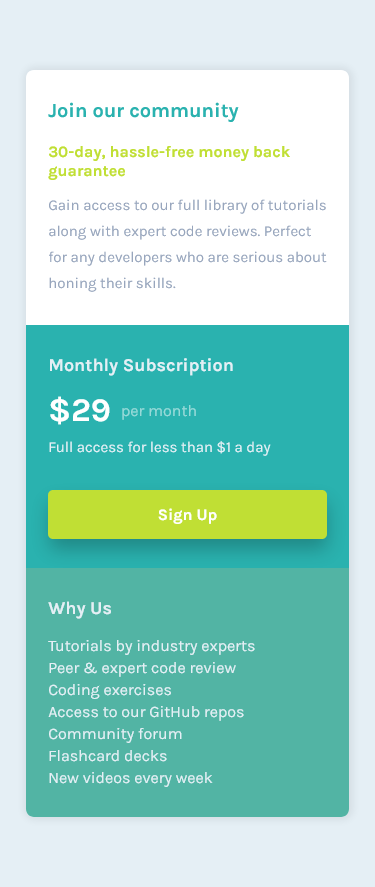 Join our community
30-day, hassle-free money back
guarantee
Gain access to our full library of tutorials
along with expert code reviews. Perfect
for any developers who are serious about
honing their skills.
Monthly Subscription
$29 per month
Full access for less than $1 a day
Sign Up
Why Us
Tutorials by industry experts
Peer & expert code review
Coding exercises
Access to our GitHub repos
Community forum
Flashcard decks
New videos every week